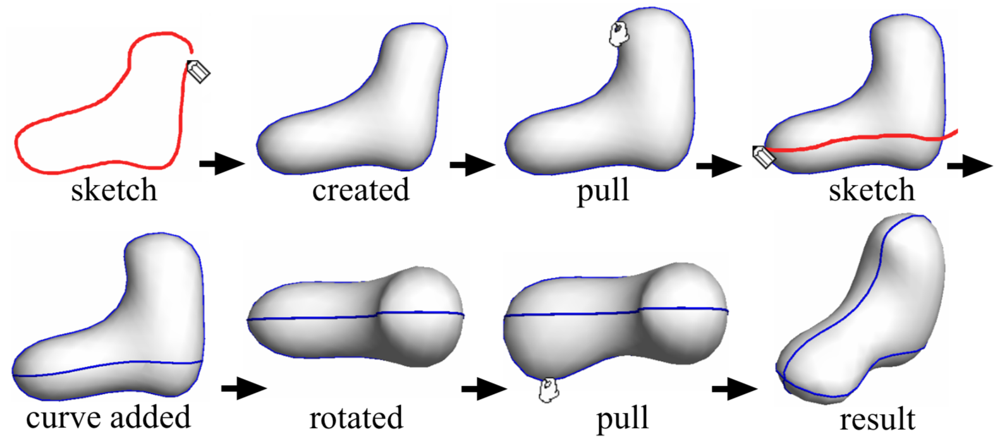 sketch
created
pull
sketch
curve added
rotated
pull
result